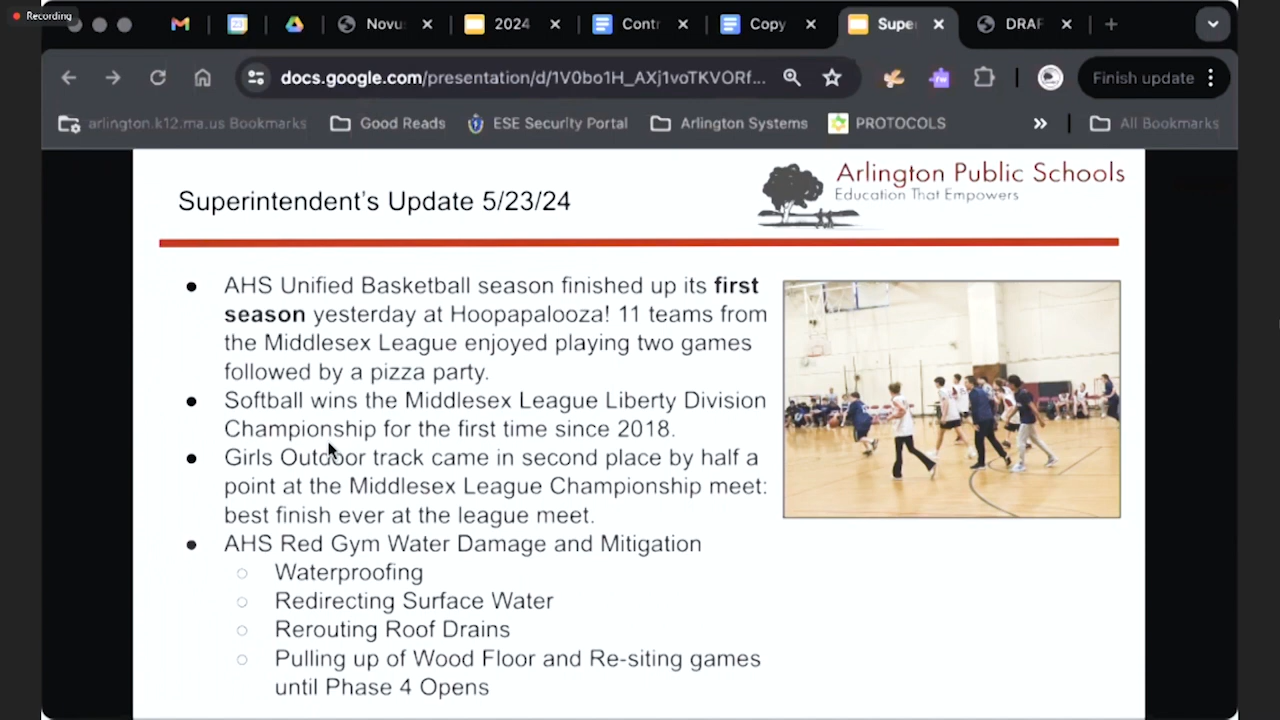 Recording
Novu
2024
Contr
Copy
Super
DRAF
docs.google.com/presentation/d/1V0bo1H_AXj1voTKVORf...
Finish update
arlington.k12.ma.us Bookmarks
Good Reads
ESE Security Portal
Arlington Systems
PROTOCOLS
»
All Bookmarks
Superintendent's Update 5/23/24
Arlington Public Schools
Education That Empowers
● AHS Unified Basketball season finished up its first
season yesterday at Hoopapalooza! 11 teams from
the Middlesex League enjoyed playing two games
followed by a pizza party.
● Softball wins the Middlesex League Liberty Division
Championship for the first time since 2018.
● Girls Outdoor track came in second place by half a
point at the Middlesex League Championship meet:
best finish ever at the league meet.
● AHS Red Gym Water Damage and Mitigation
○ Waterproofing
○ Redirecting Surface Water
○ Rerouting Roof Drains
○ Pulling up of Wood Floor and Re-siting games
until Phase 4 Opens